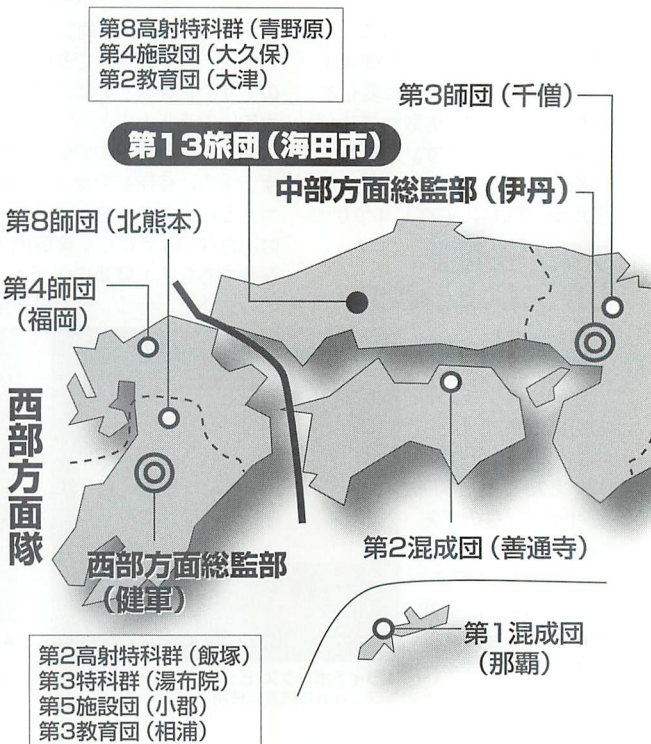 第8高射特科群（青野原）
第4施設団（大久保）
第2教育団（大津）
第3師団（千僧）
第13旅団（海田市）
中部方面総監部（伊丹）
第8師団（北熊本）
第4師団
（福岡）
西部方面隊
第2混成団（善通寺）
西部方面総監部
（健軍）
第1混成団
（那覇）
第2高射特科群（飯塚）
第3特科群（湯布院）
第5施設団（小郡）
第3教育団（相浦）